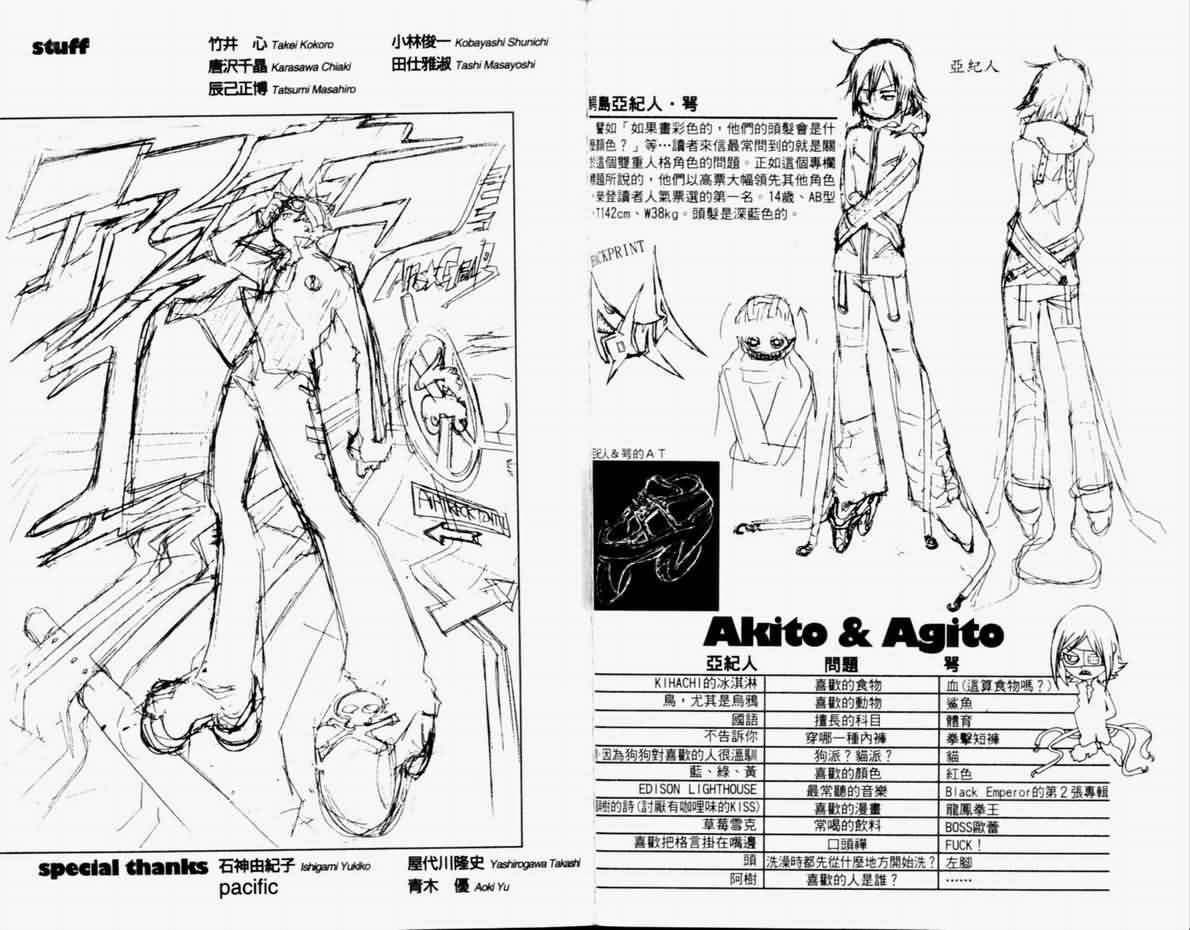 stuff
竹井 心 Takei Kokoro
小林俊一 Kobayashi Shunichi
唐沢千晶 Karasawa Chiaki
田仕雅淑 Tashi Masayoshi
辰己正博 Tatsumi Masahiro
special thanks
石神由紀子 Ishigami Yukiko
屋代川隆史 Yashirogawa Takashi
pacific
青木 優 Aoki Yu
亞紀人
島亞紀人・咢
譬如「如果畫彩色的，他們的頭髮會是什
顏色？」等…讀者來信最常問到的就是關
這個雙重人格角色的問題。正如這個專欄
題所說的，他們以高票大幅領先其他角色
榮登讀者人氣票選的第一名。14歲、AB型
T142cm、W38kg。頭髮是深藍色的。
BACKPRINT
人&咢的AT
Akito & Agito
亞紀人 問題 咢
KIHACHI的冰淇淋 喜歡的食物 血(這算食物嗎？)
鳥，尤其是烏鴉 喜歡的動物 鯊魚
國語 擅長的科目 體育
不告訴你 穿哪一種內褲 拳擊短褲
因為狗狗對喜歡的人很溫馴 狗派？貓派？ 貓
藍、綠、黃 喜歡的顏色 紅色
EDISON LIGHTHOUSE 最常聽的音樂 Black Emperor的第2張專輯
樹的詩(討厭有咖哩味的KISS) 喜歡的漫畫 龍鳳拳王
草莓雪克 常喝的飲料 BOSS歐蕾
喜歡把格言掛在嘴邊 口頭禪 FUCK！
頭 洗澡時都先從什麼地方開始洗？ 左腳
阿樹 喜歡的人是誰？ ……